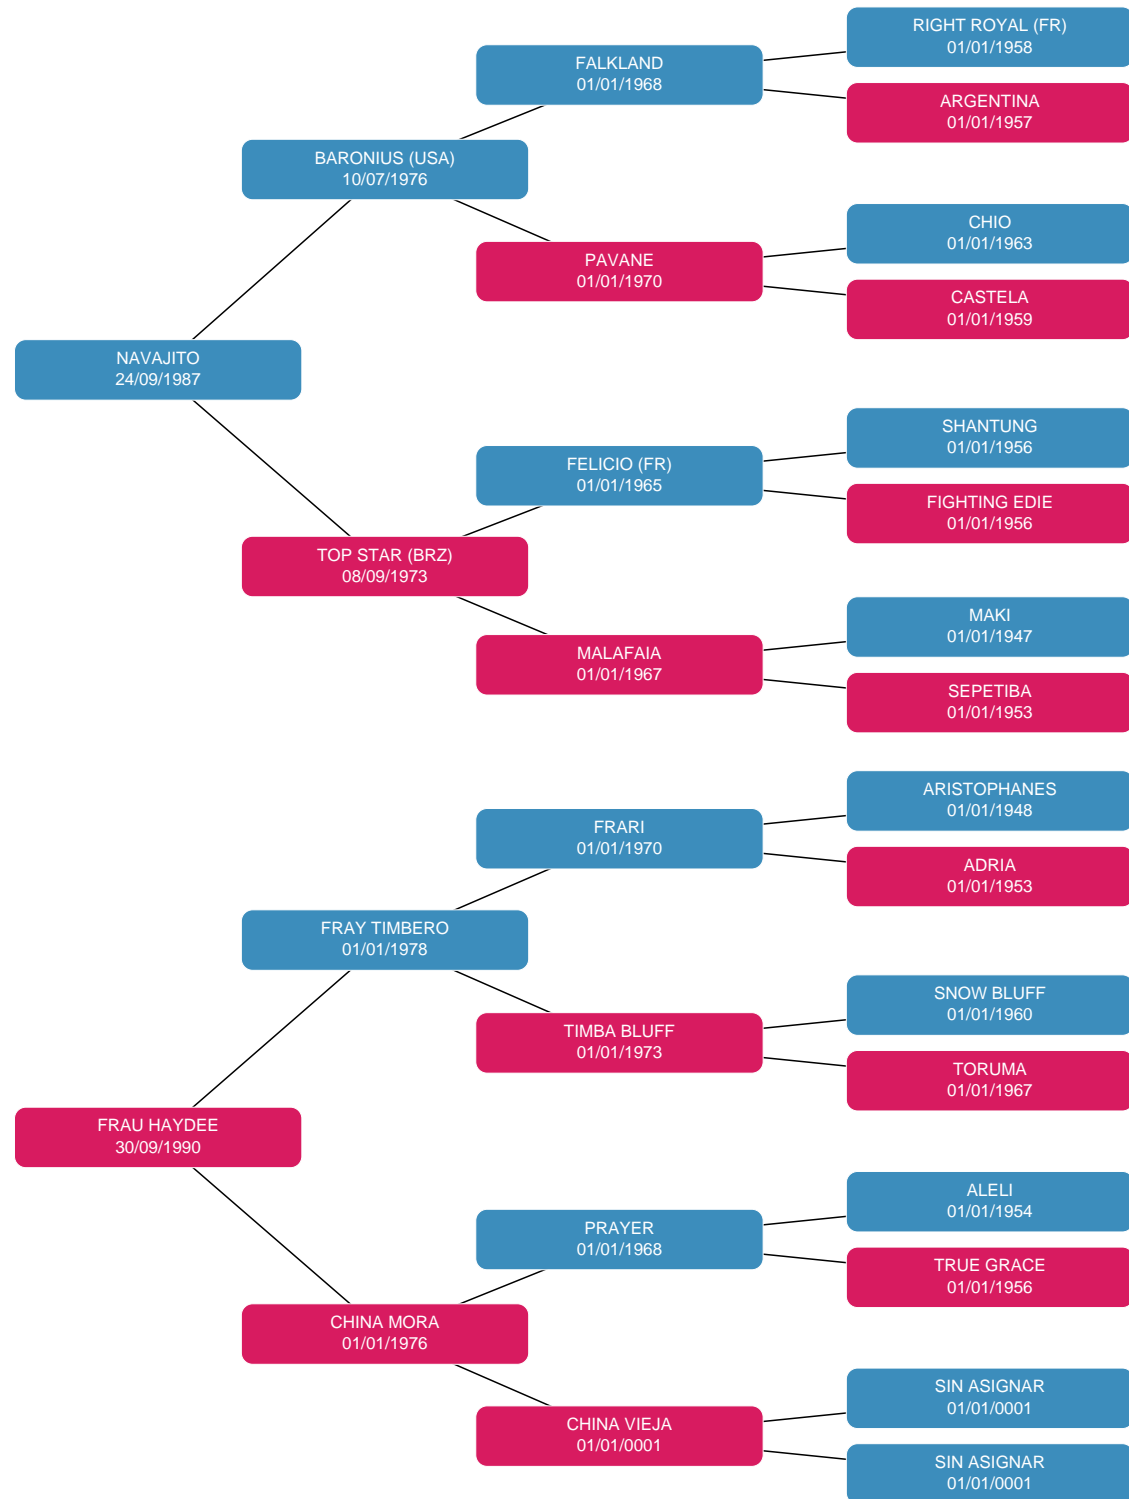 RIGHT ROYAL (FR)
01/01/1958
FALKLAND
01/01/1968
ARGENTINA
01/01/1957
BARONIUS (USA)
10/07/1976
CHIO
01/01/1963
PAVANE
01/01/1970
CASTELA
01/01/1959
NAVAJITO
24/09/1987
SHANTUNG
01/01/1956
FELICIO (FR)
01/01/1965
FIGHTING EDIE
01/01/1956
TOP STAR (BRZ)
08/09/1973
MAKI
01/01/1947
MALAFAIA
01/01/1967
SEPETIBA
01/01/1953
ARISTOPHANES
01/01/1948
FRARI
01/01/1970
ADRIA
01/01/1953
FRAY TIMBERO
01/01/1978
SNOW BLUFF
01/01/1960
TIMBA BLUFF
01/01/1973
TORUMA
01/01/1967
FRAU HAYDEE
30/09/1990
ALELI
01/01/1954
PRAYER
01/01/1968
TRUE GRACE
01/01/1956
CHINA MORA
01/01/1976
SIN ASIGNAR
01/01/0001
CHINA VIEJA
01/01/0001
SIN ASIGNAR
01/01/0001